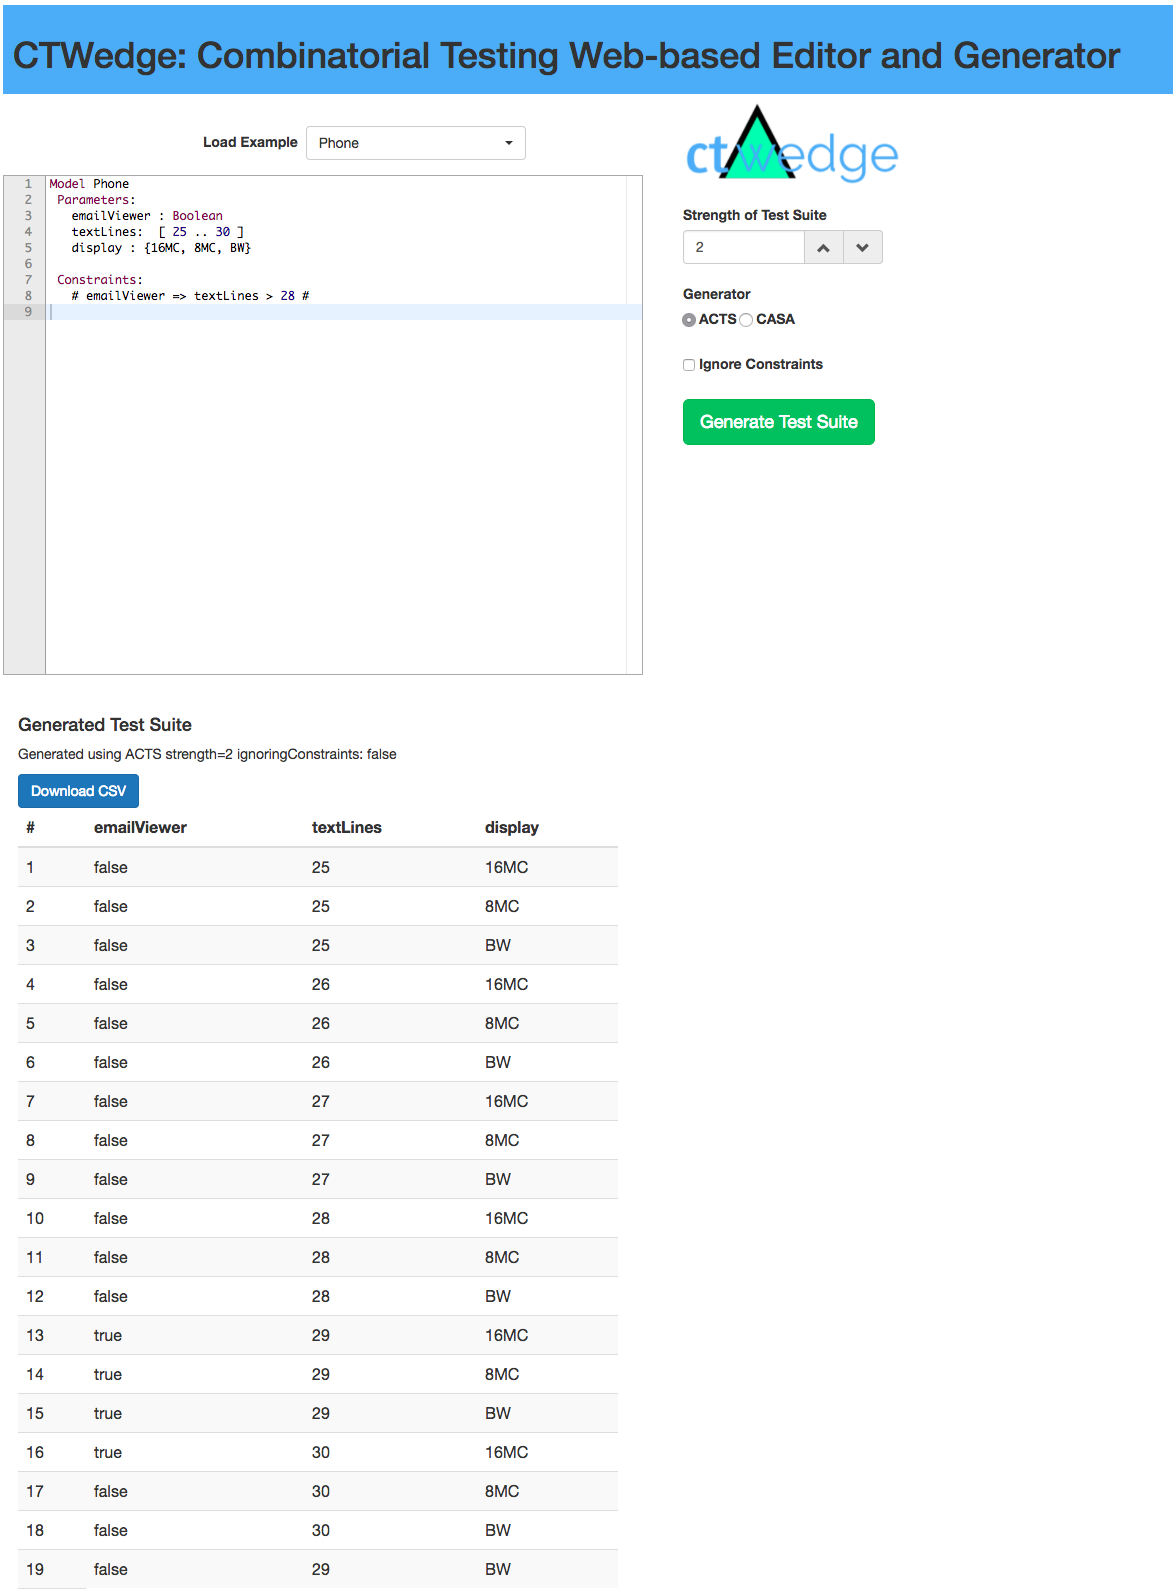 CTWedge: Combinatorial Testing Web-based Editor and Generator
Load Example Phone
ctwedge
1 Model Phone
2 Parameters:
3 emailViewer : Boolean
4 textLines: [ 25 .. 30 ]
5 display : {16MC, 8MC, BW}
6
7 Constraints:
8 # emailViewer => textLines > 28 #
9
Strength of Test Suite
2
Generator
ACTS CASA
Ignore Constraints
Generate Test Suite
Generated Test Suite
Generated using ACTS strength=2 ignoringConstraints: false
Download CSV
# emailViewer textLines display
1 false 25 16MC
2 false 25 8MC
3 false 25 BW
4 false 26 16MC
5 false 26 8MC
6 false 26 BW
7 false 27 16MC
8 false 27 8MC
9 false 27 BW
10 false 28 16MC
11 false 28 8MC
12 false 28 BW
13 true 29 16MC
14 true 29 8MC
15 true 29 BW
16 true 30 16MC
17 false 30 8MC
18 false 30 BW
19 false 29 BW